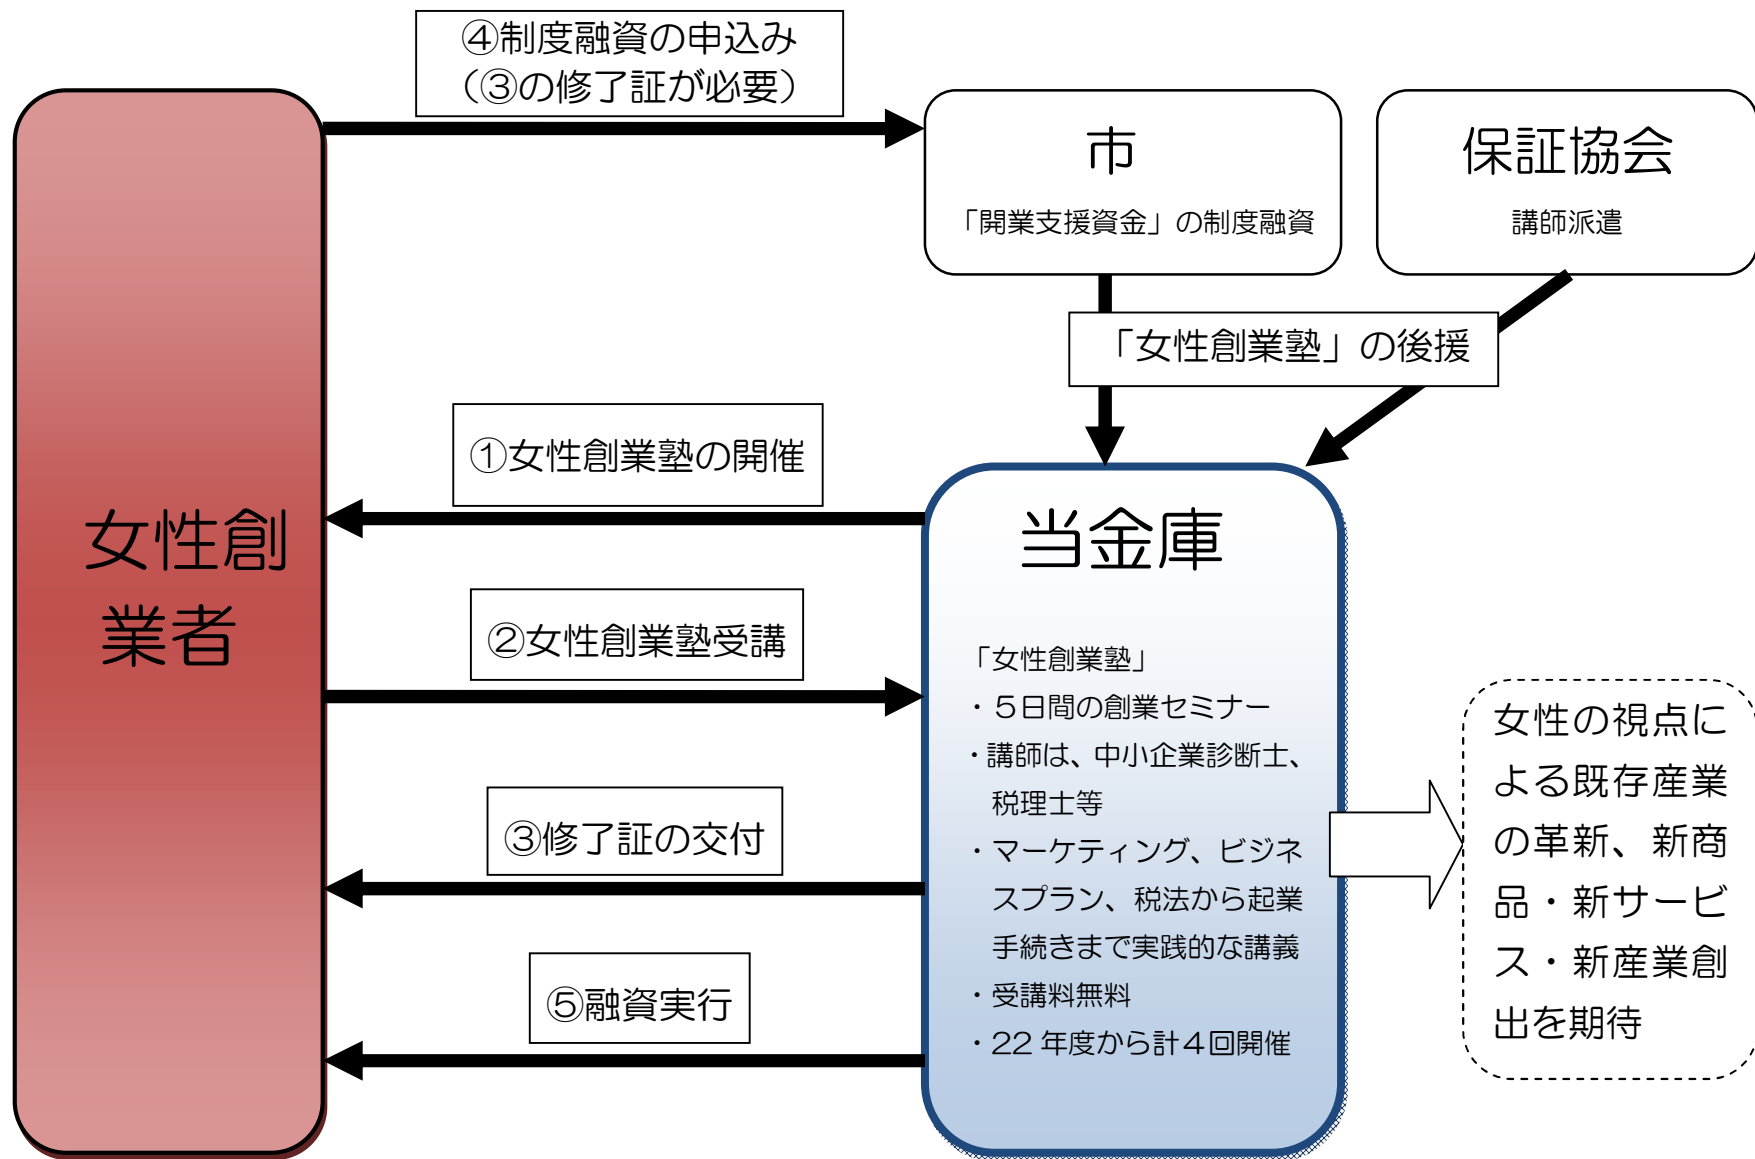 ④制度融資の申込み
（③の修了証が必要）
市
「開業支援資金」の制度融資
保証協会
講師派遣
「女性創業塾」の後援
①女性創業塾の開催
女性創
業者
②女性創業塾受講
③修了証の交付
⑤融資実行
当金庫
「女性創業塾」
・５日間の創業セミナー
・講師は、中小企業診断士、
税理士等
・マーケティング、ビジネ
スプラン、税法から起業
手続きまで実践的な講義
・受講料無料
・22 年度から計４回開催
女性の視点に
よる既存産業
の革新、新商
品・新サービ
ス・新産業創
出を期待